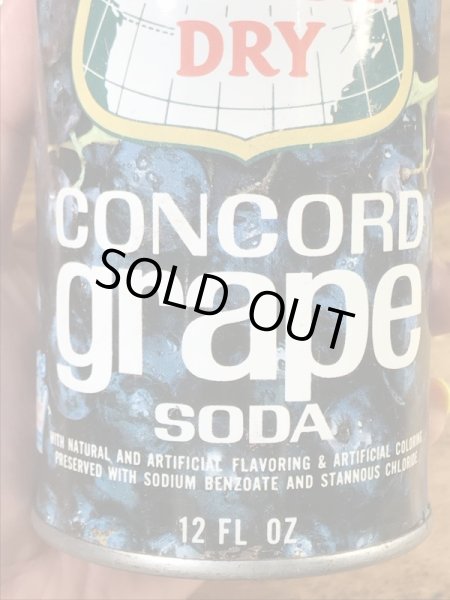 DRY
CONCORD
grape
SOLD OUT
SODA
WITH NATURAL AND ARTIFICIAL FLAVORING & ARTIFICIAL COLORING
PRESERVED WITH SODIUM BENZOATE AND STANNOUS CHLORIDE
12 FL OZ